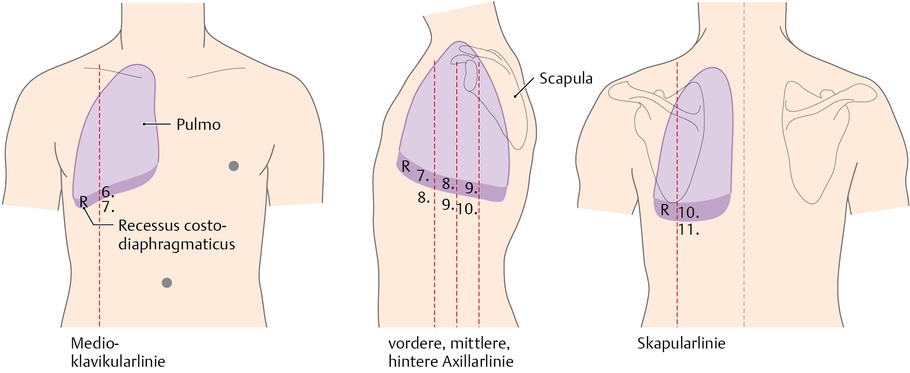 Pulmo
R
6.
7.
Recessus costo-
diaphragmaticus
Medio-
klavikularlinie
Scapula
R 7. 8. 9.
8. 9. 10.
vordere, mittlere,
hintere Axillarlinie
R 10.
11.
Skapularlinie